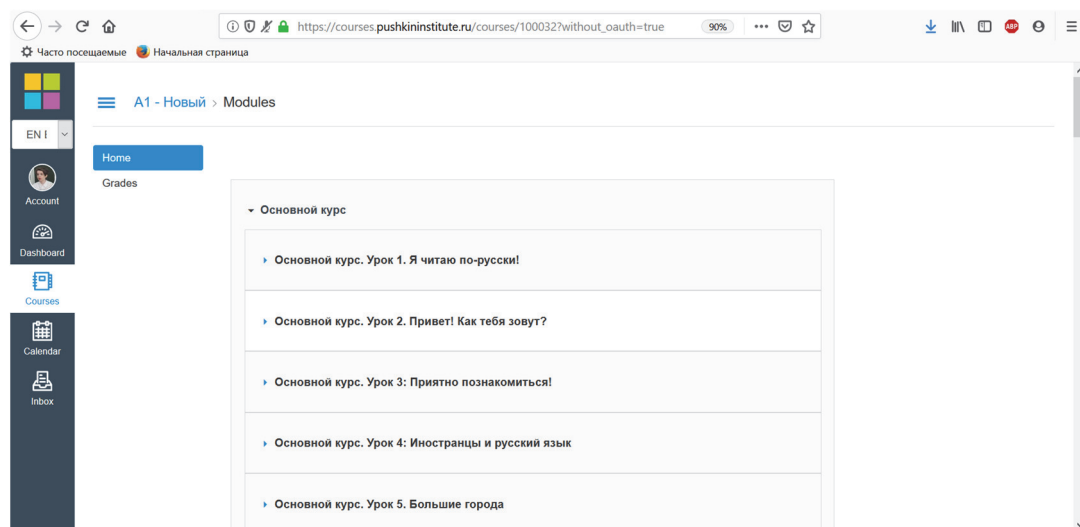 https://courses.pushkininstitute.ru/courses/100032?without_oauth=true
90%
ABP
Часто посещаемые
Начальная страница
A1 - Новый > Modules
EN
Home
Grades
Account
Dashboard
Courses
Calendar
Inbox
Основной курс
Основной курс. Урок 1. Я читаю по-русски!
Основной курс. Урок 2. Привет! Как тебя зовут?
Основной курс. Урок 3: Приятно познакомиться!
Основной курс. Урок 4: Иностранцы и русский язык
Основной курс. Урок 5. Большие города